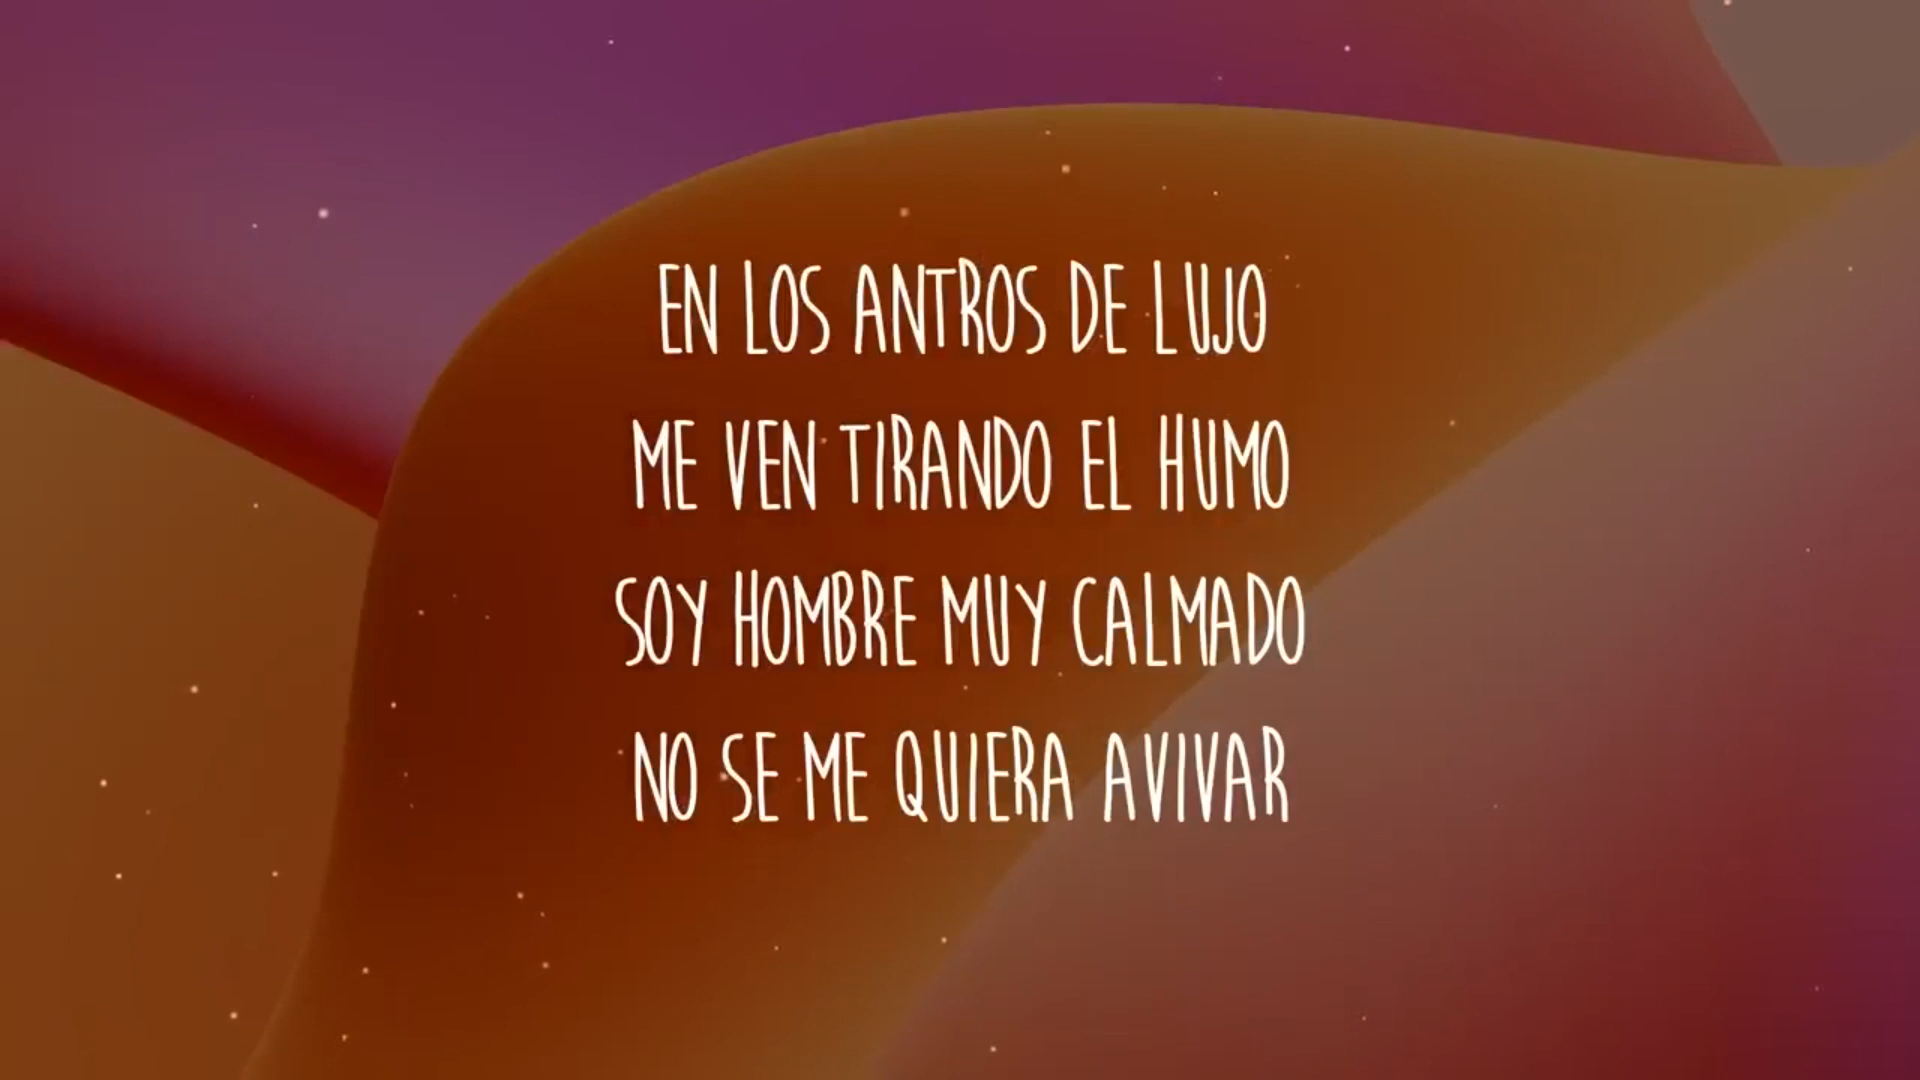 EN LOS ANTROS DE LUJO
ME VEN TIRANDO EL HUMO
SOY HOMBRE MUY CALMADO
NO SE ME QUIERA AVIVAR